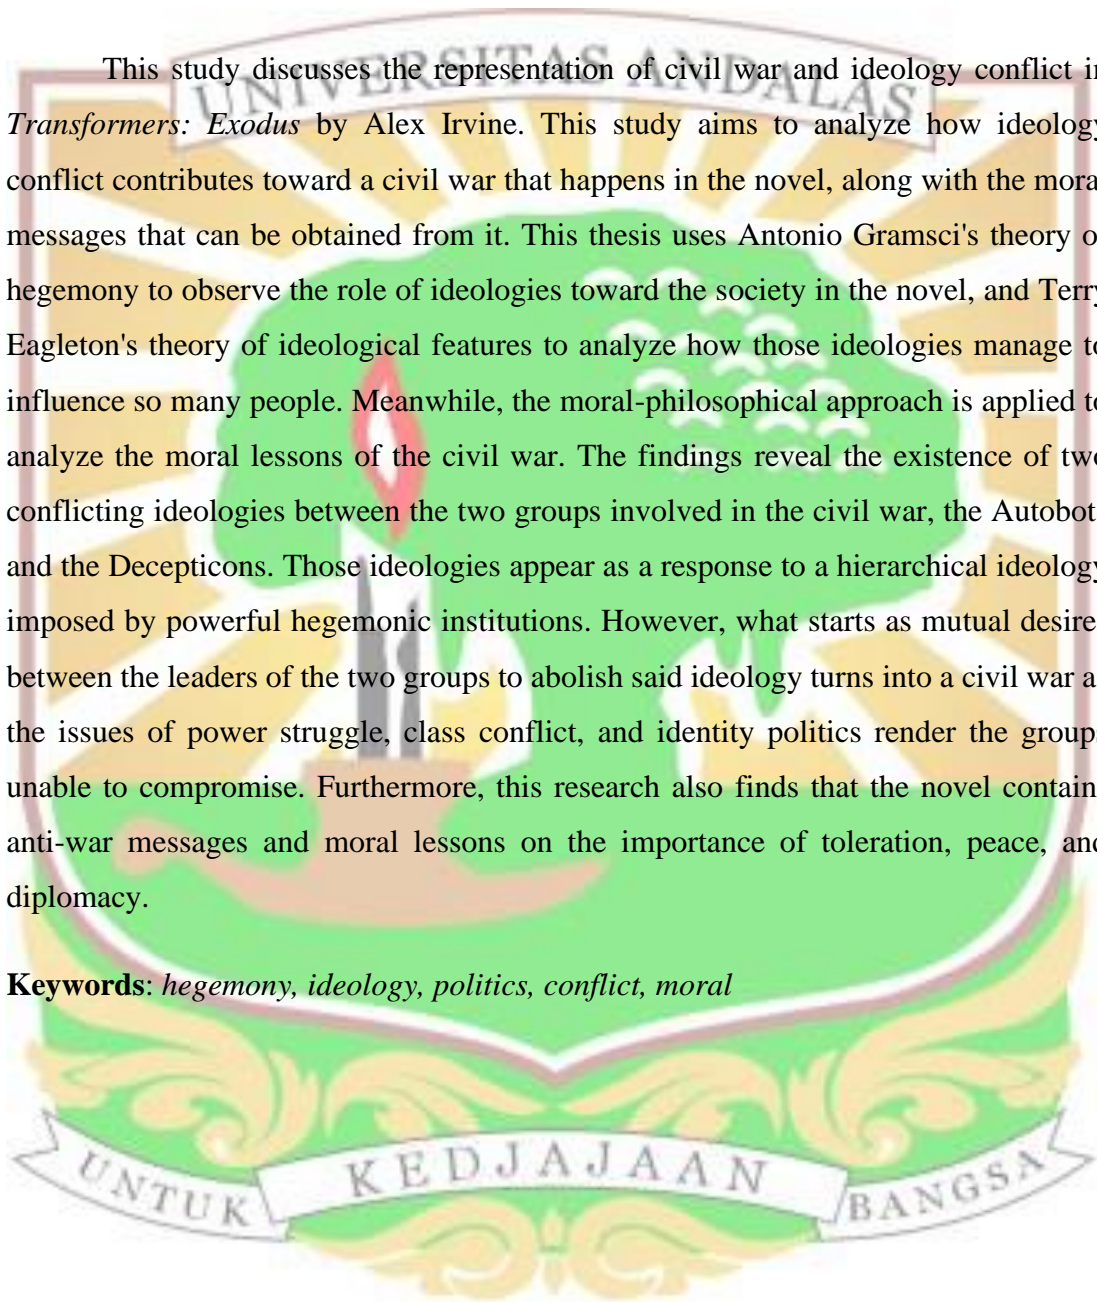 UNIVERSITAS ANDALAS
This study discusses the representation of civil war and ideology conflict in
Transformers: Exodus by Alex Irvine. This study aims to analyze how ideology
conflict contributes toward a civil war that happens in the novel, along with the mora
messages that can be obtained from it. This thesis uses Antonio Gramsci's theory o
hegemony to observe the role of ideologies toward the society in the novel, and Terry
Eagleton's theory of ideological features to analyze how those ideologies manage to
influence so many people. Meanwhile, the moral-philosophical approach is applied to
analyze the moral lessons of the civil war. The findings reveal the existence of two
conflicting ideologies between the two groups involved in the civil war, the Autobot
and the Decepticons. Those ideologies appear as a response to a hierarchical ideology
imposed by powerful hegemonic institutions. However, what starts as mutual desire
between the leaders of the two groups to abolish said ideology turns into a civil war a
the issues of power struggle, class conflict, and identity politics render the group
unable to compromise. Furthermore, this research also finds that the novel contain
anti-war messages and moral lessons on the importance of toleration, peace, and
diplomacy.
Keywords: hegemony, ideology, politics, conflict, moral
UNTUK KEDJAJAAN BANGSA